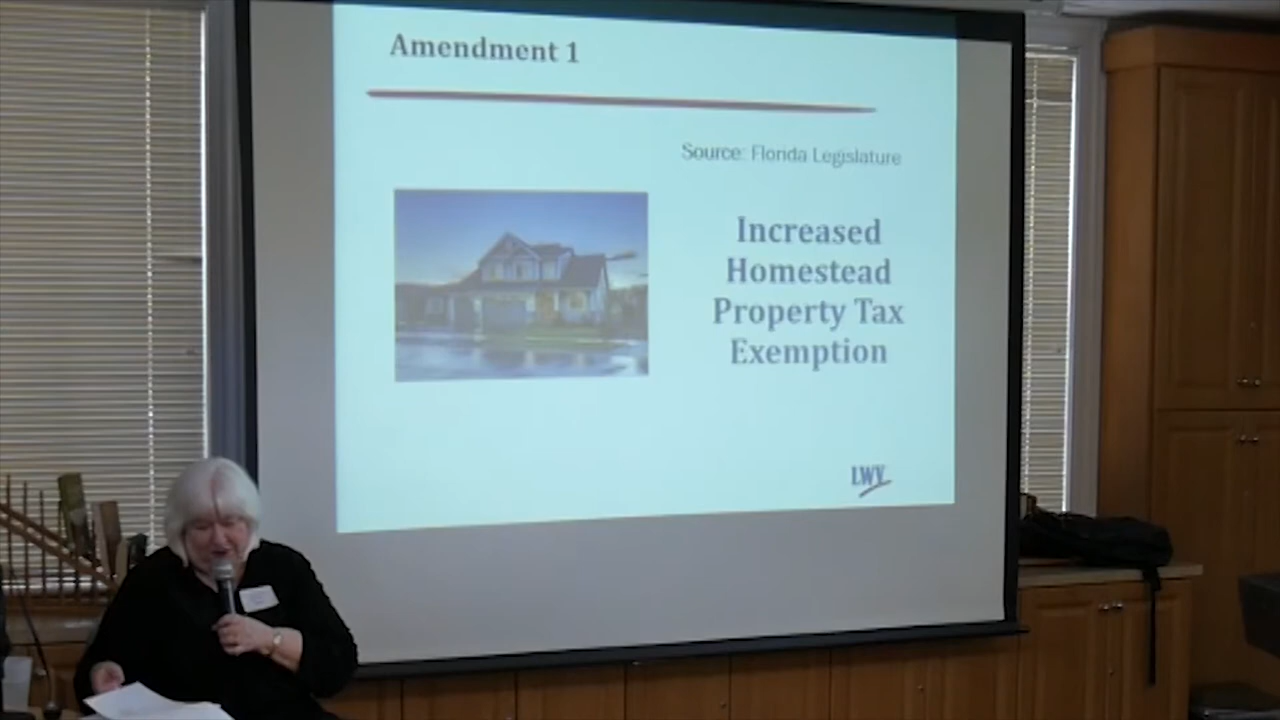 Amendment 1
Source: Florida Legislature
Increased
Homestead
Property Tax
Exemption
LWV